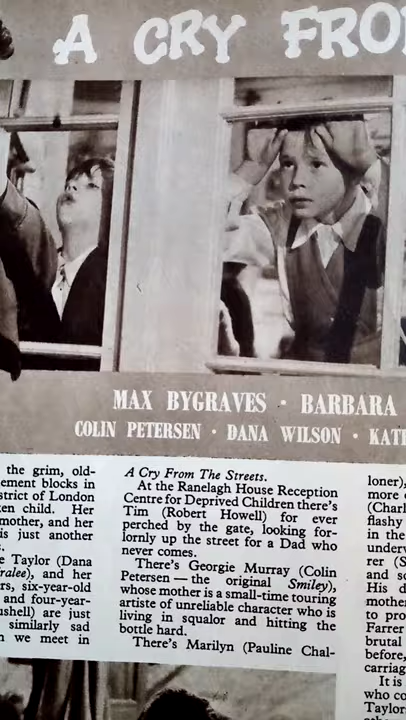 A CRY FRO
MAX BYGRAVES · BARBARA
COLIN PETERSEN · DANA WILSON · KAT
the grim, old-
ement blocks in
strict of London
en child. Her
mother, and her
is just another
s.
e Taylor (Dana
ralee), and her
rs, six-year-old
and four-year-
ushell) are just
similarly sad
n we meet in
A Cry From The Streets.
At the Ranelagh House Reception
Centre for Deprived Children there's
Tim (Robert Howell) for ever
perched by the gate, looking for-
lornly up the street for a Dad who
never comes.
There's Georgie Murray (Colin
Petersen — the original Smiley),
whose mother is a small-time touring
artiste of unreliable character who is
living in squalor and hitting the
bottle hard.
There's Marilyn (Pauline Chal-
loner),
more
(Charl
flashy
in the
underw
rer (S
and so
His d
mother
to pro
Farrer
brutal
before,
carriag
It is
who co
Taylor